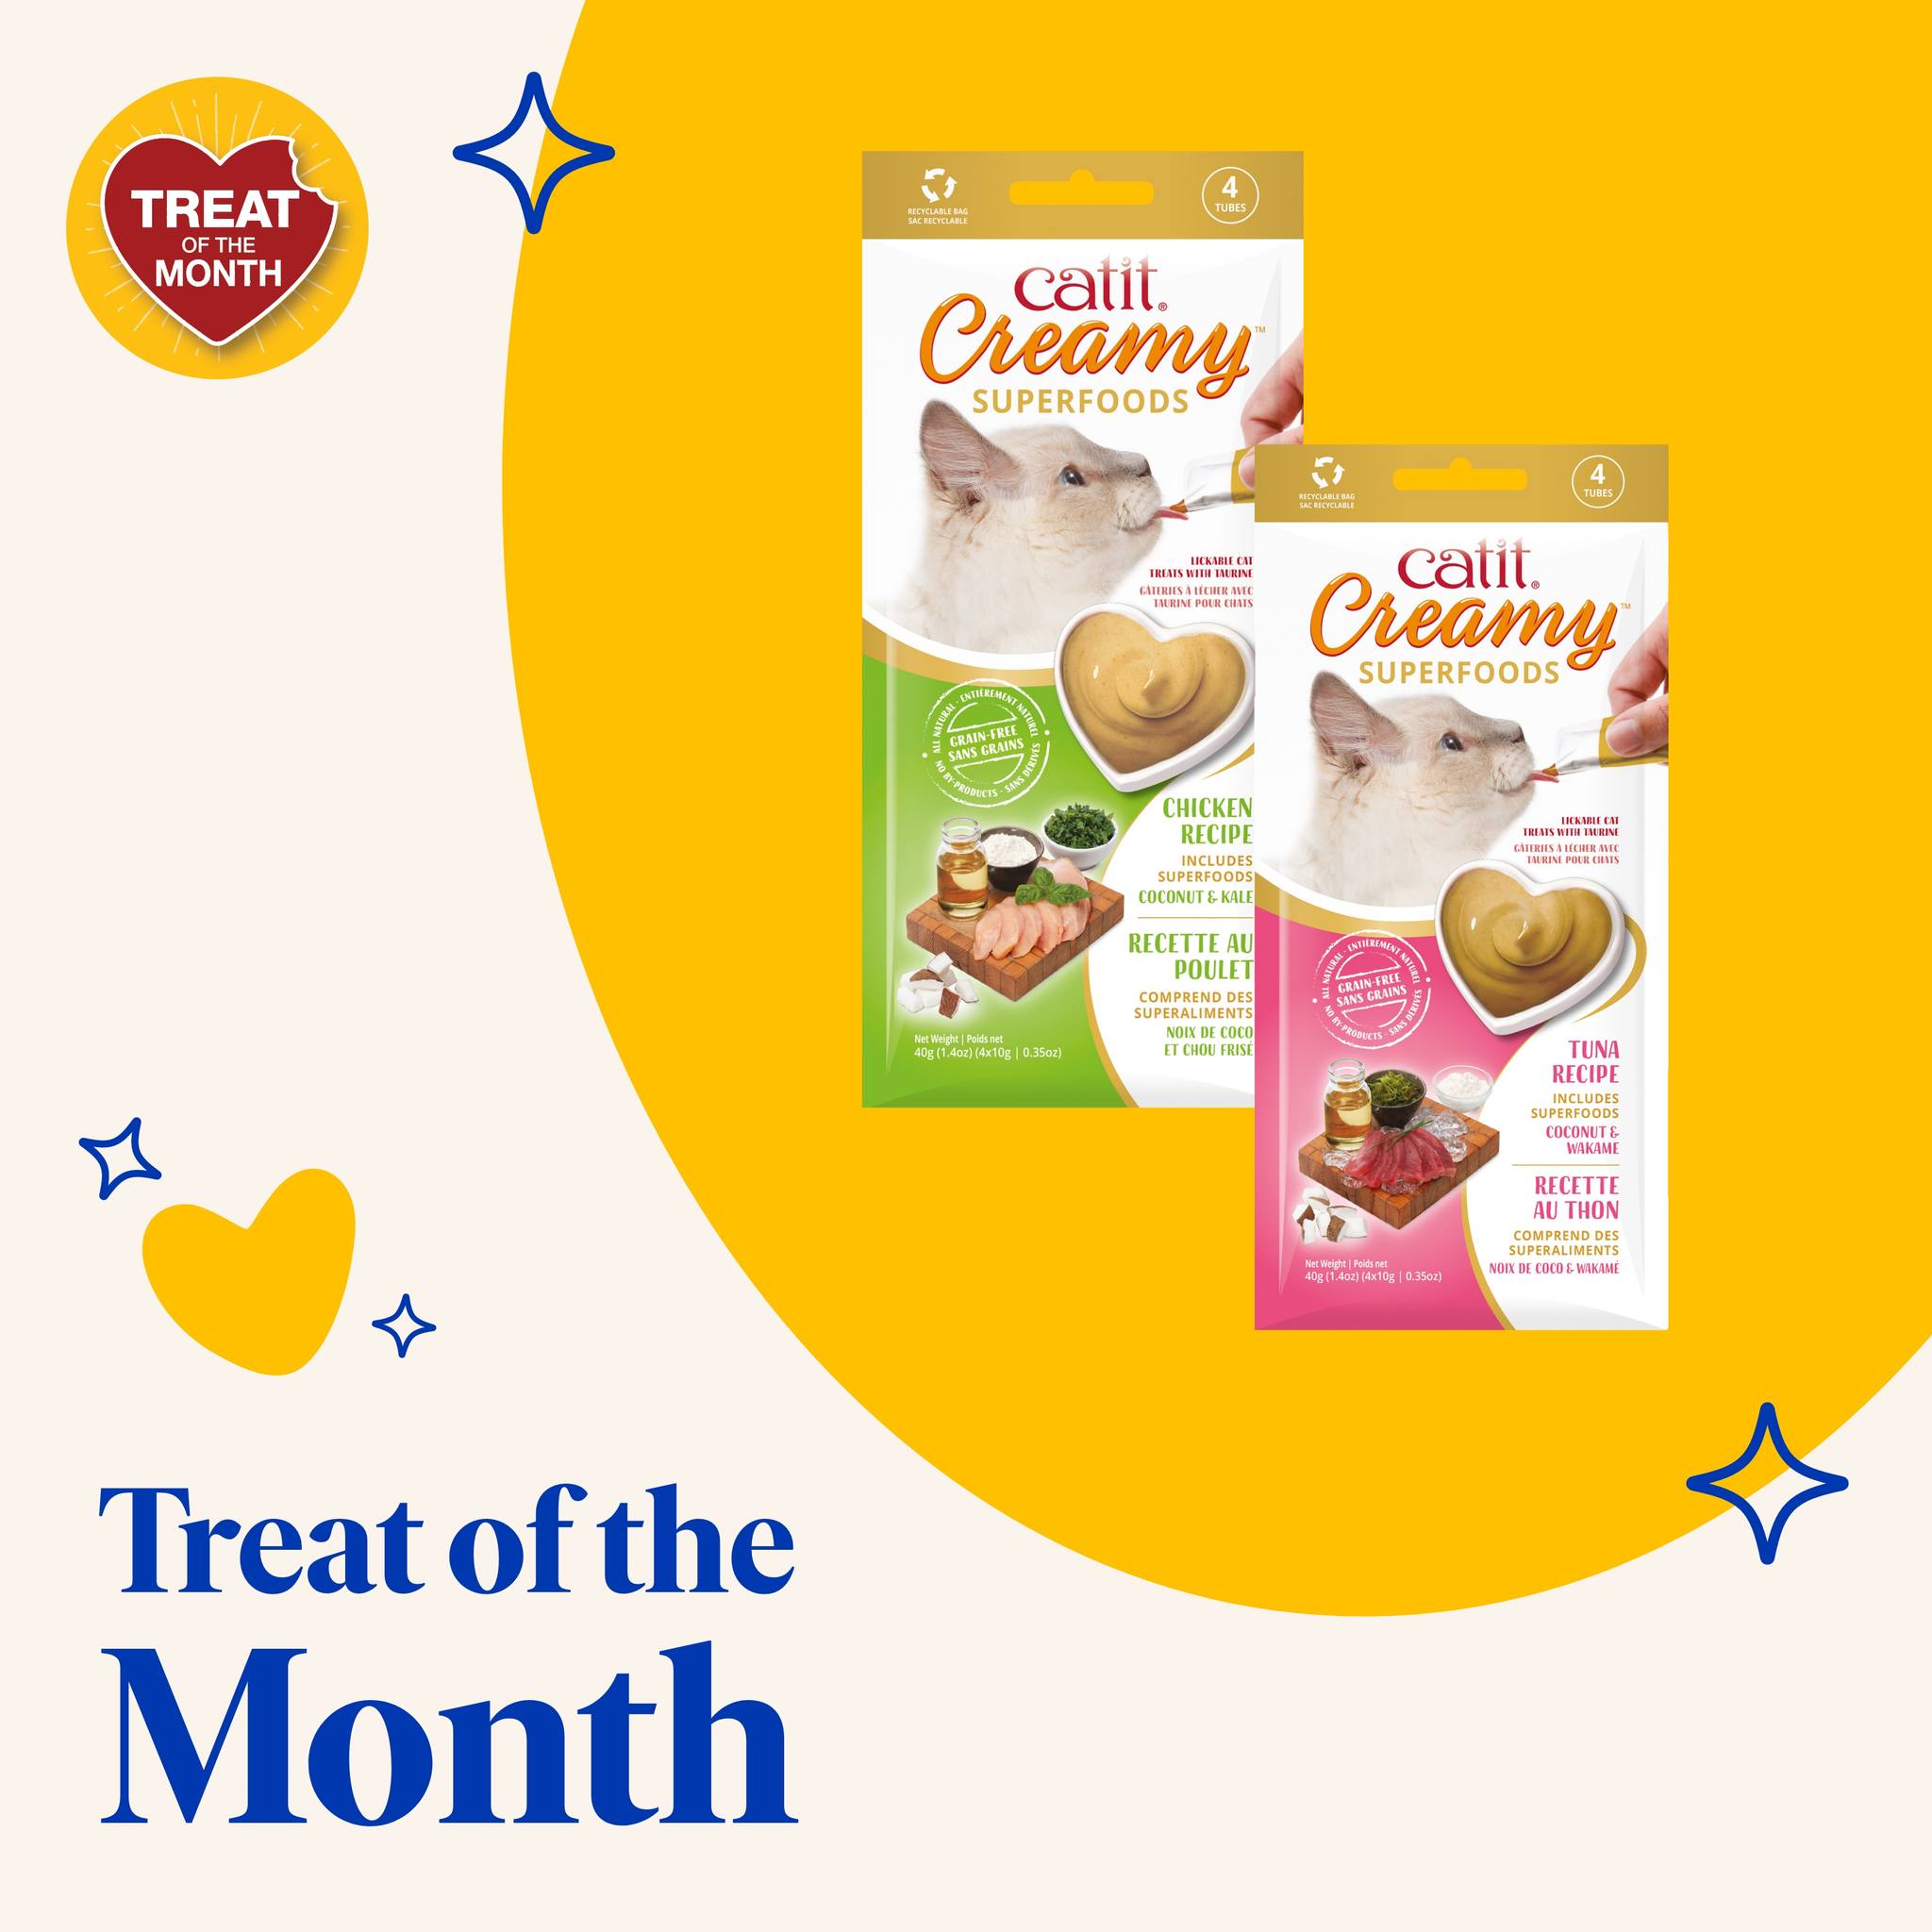 TREAT
OF THE
MONTH
RECYCLABLE BAG
SAC RECYCLABLE
4
TUBES
catit®
Creamy™
SUPERFOODS
LICKABLE CAT
TREATS WITH TAURINE
GÂTERIES À LÉCHER AVEC
TAURINE POUR CHATS
ALL NATURAL - ENTIÈREMENT NATUREL
GRAIN-FREE
SANS GRAINS
NO BY-PRODUCTS - SANS DÉRIVÉS
CHICKEN
RECIPE
INCLUDES
SUPERFOODS
COCONUT & KALE
RECETTE AU
POULET
COMPREND DES
SUPERALIMENTS
NOIX DE COCO
ET CHOU FRISÉ
Net Weight | Poids net
40g (1.4oz) (4x10g | 0.35oz)
RECYCLABLE BAG
SAC RECYCLABLE
4
TUBES
catit®
Creamy™
SUPERFOODS
LICKABLE CAT
TREATS WITH TAURINE
GÂTERIES À LÉCHER AVEC
TAURINE POUR CHATS
ALL NATURAL - ENTIÈREMENT NATUREL
GRAIN-FREE
SANS GRAINS
NO BY-PRODUCTS - SANS DÉRIVÉS
TUNA
RECIPE
INCLUDES
SUPERFOODS
COCONUT &
WAKAME
RECETTE
AU THON
COMPREND DES
SUPERALIMENTS
NOIX DE COCO & WAKAMÉ
Net Weight | Poids net
40g (1.4oz) (4x10g | 0.35oz)
Treat of the
Month